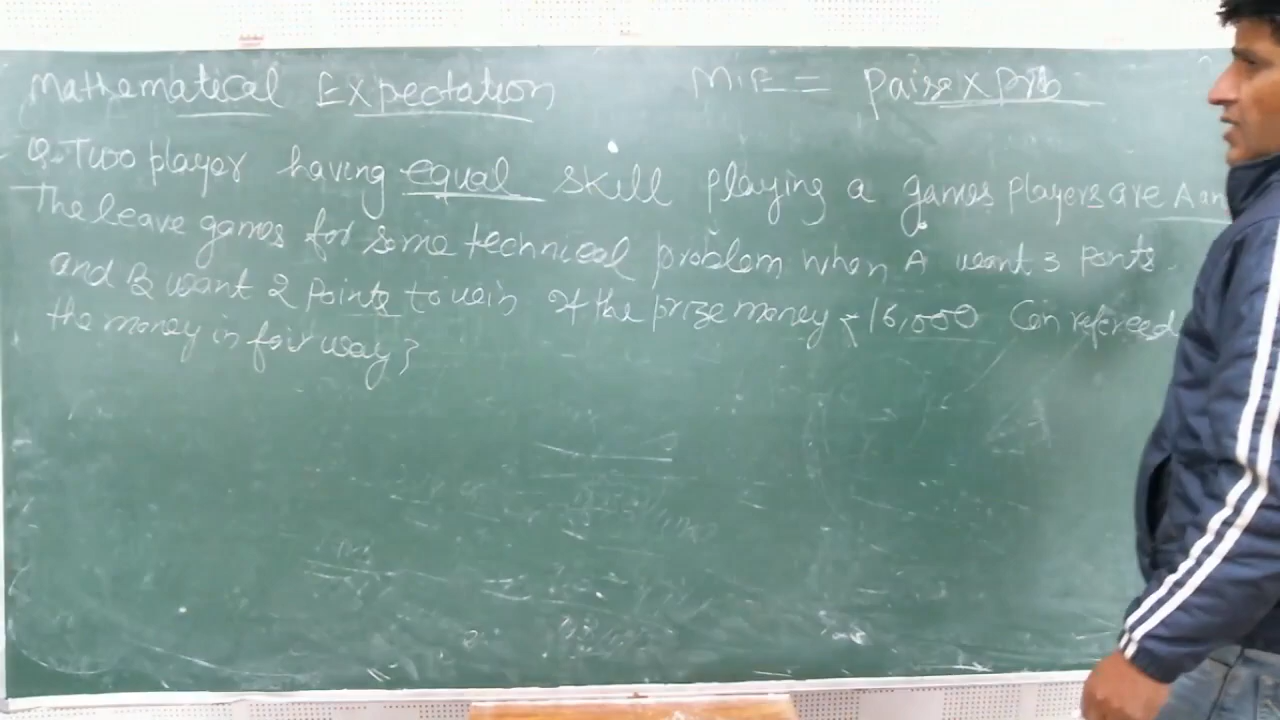 Mathematical Expectation M.E = Paise x Prob
Q. Two player having equal skill playing a games players are A an
The leave games for some technical problem when A want 3 points.
and B want 2 points to win if the prize money ₹ 16,000 Can refereed
the money in fair way?